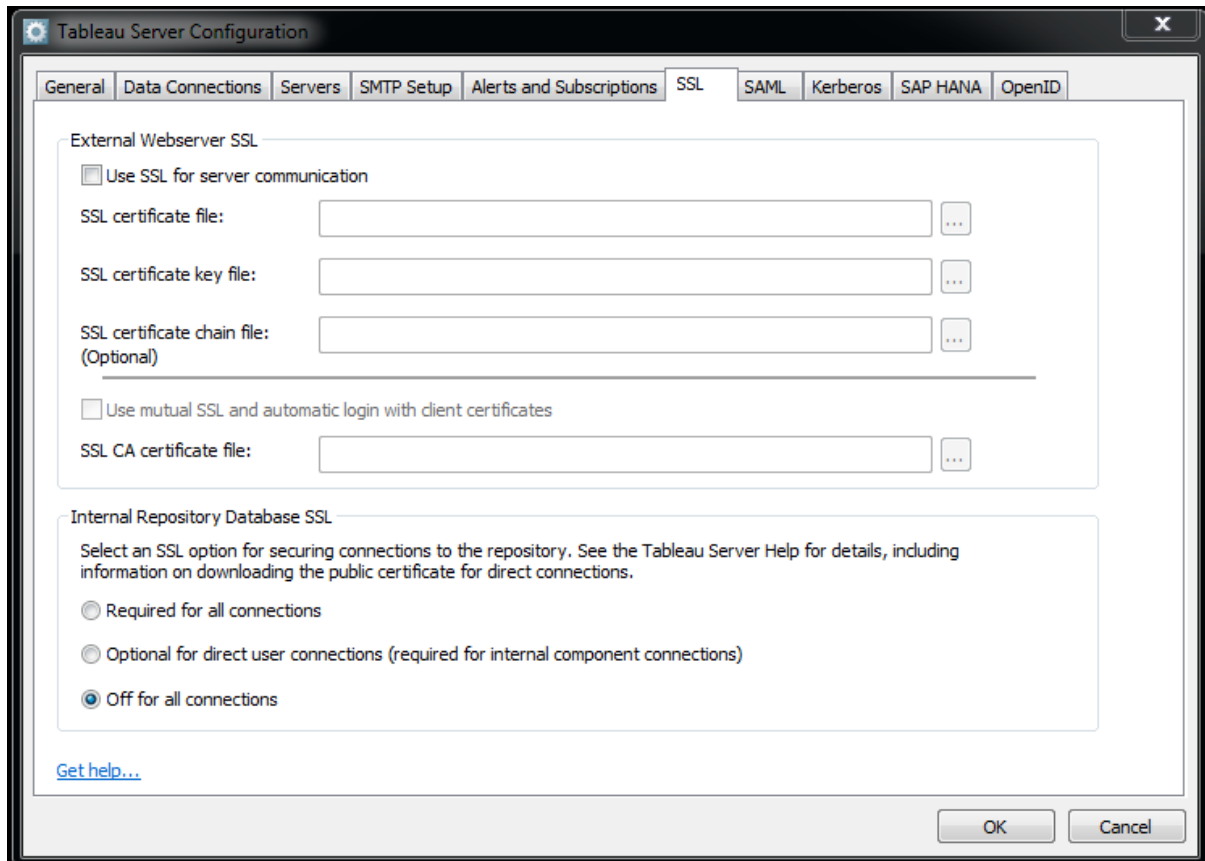 Tableau Server Configuration
x
General Data Connections Servers SMTP Setup Alerts and Subscriptions SSL SAML Kerberos SAP HANA OpenID
External Webserver SSL
Use SSL for server communication
SSL certificate file:
...
SSL certificate key file:
...
SSL certificate chain file:
(Optional)
...
Use mutual SSL and automatic login with client certificates
SSL CA certificate file:
...
Internal Repository Database SSL
Select an SSL option for securing connections to the repository. See the Tableau Server Help for details, including
information on downloading the public certificate for direct connections.
Required for all connections
Optional for direct user connections (required for internal component connections)
Off for all connections
Get help...
OK Cancel